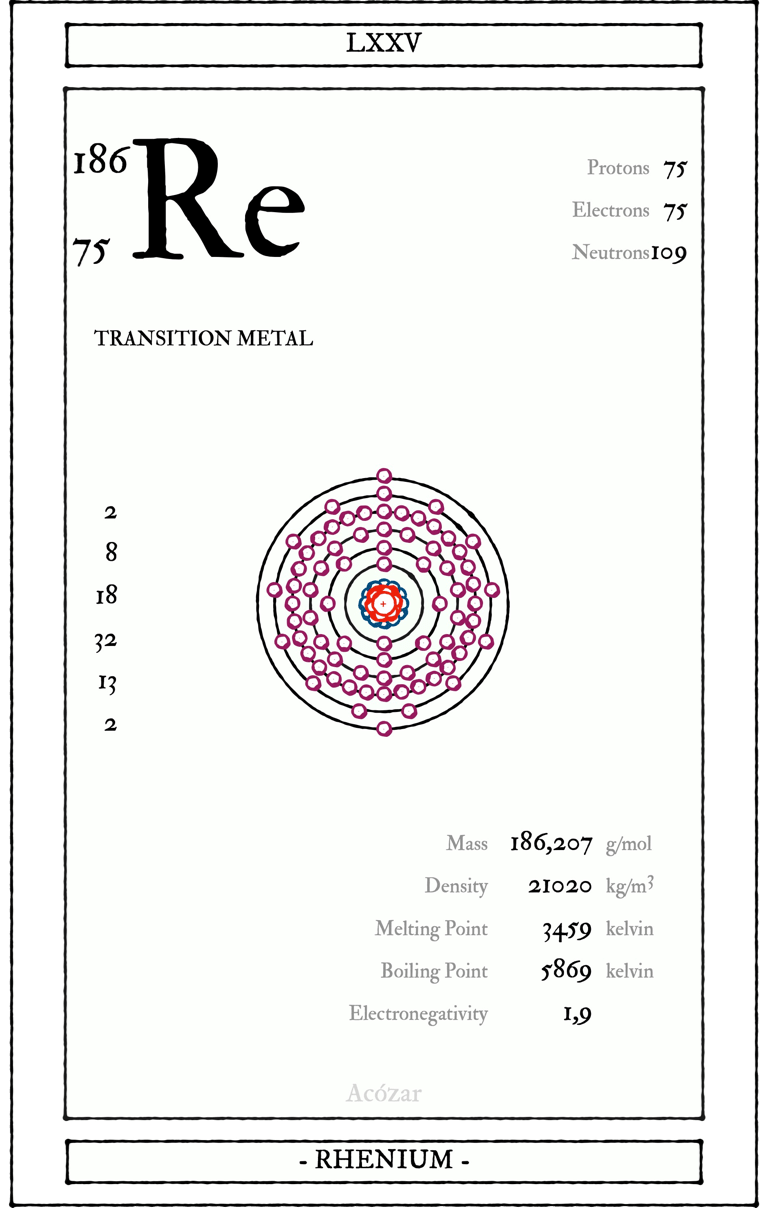 LXXV
186
Re
75
Protons 75
Electrons 75
Neutrons 109
TRANSITION METAL
2
8
18
32
13
2
+
Mass 186,207 g/mol
Density 21020 kg/m³
Melting Point 3459 kelvin
Boiling Point 5869 kelvin
Electronegativity 1,9
Acózar
- RHENIUM -